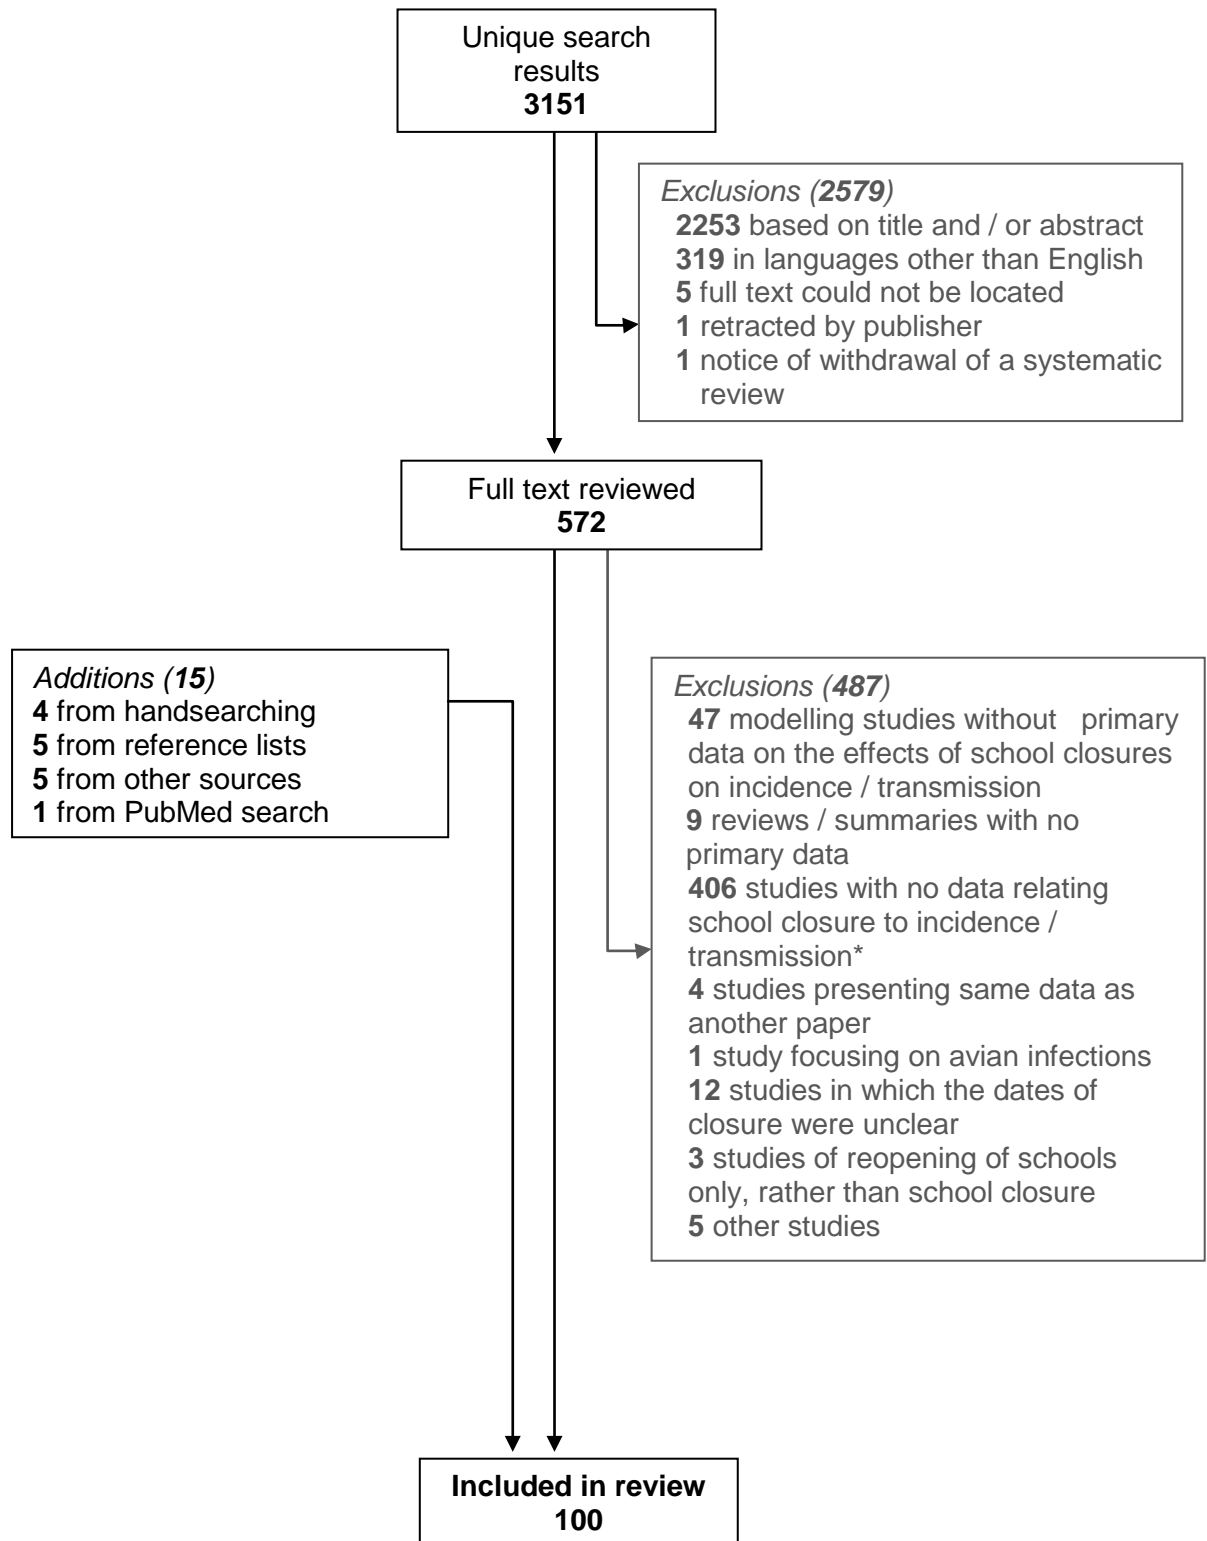 Unique search
results
3151
Exclusions (2579)
2253 based on title and / or abstract
319 in languages other than English
5 full text could not be located
1 retracted by publisher
1 notice of withdrawal of a systematic
review
Full text reviewed
572
Additions (15)
4 from handsearching
5 from reference lists
5 from other sources
1 from PubMed search
Exclusions (487)
47 modelling studies without primary
data on the effects of school closures
on incidence / transmission
9 reviews / summaries with no
primary data
406 studies with no data relating
school closure to incidence /
transmission*
4 studies presenting same data as
another paper
1 study focusing on avian infections
12 studies in which the dates of
closure were unclear
3 studies of reopening of schools
only, rather than school closure
5 other studies
Included in review
100